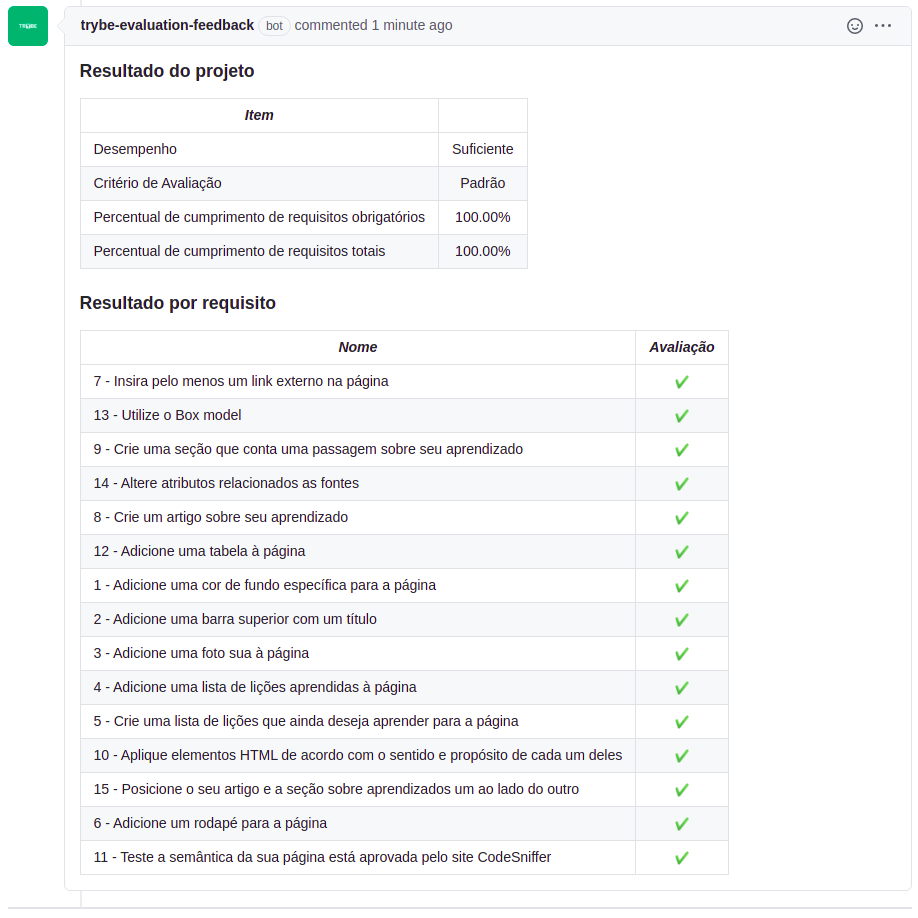 TRYBE
trybe-evaluation-feedback bot commented 1 minute ago
Resultado do projeto
Item
Desempenho Suficiente
Critério de Avaliação Padrão
Percentual de cumprimento de requisitos obrigatórios 100.00%
Percentual de cumprimento de requisitos totais 100.00%
Resultado por requisito
Nome Avaliação
7 - Insira pelo menos um link externo na página ✔
13 - Utilize o Box model ✔
9 - Crie uma seção que conta uma passagem sobre seu aprendizado ✔
14 - Altere atributos relacionados as fontes ✔
8 - Crie um artigo sobre seu aprendizado ✔
12 - Adicione uma tabela à página ✔
1 - Adicione uma cor de fundo específica para a página ✔
2 - Adicione uma barra superior com um título ✔
3 - Adicione uma foto sua à página ✔
4 - Adicione uma lista de lições aprendidas à página ✔
5 - Crie uma lista de lições que ainda deseja aprender para a página ✔
10 - Aplique elementos HTML de acordo com o sentido e propósito de cada um deles ✔
15 - Posicione o seu artigo e a seção sobre aprendizados um ao lado do outro ✔
6 - Adicione um rodapé para a página ✔
11 - Teste a semântica da sua página está aprovada pelo site CodeSniffer ✔